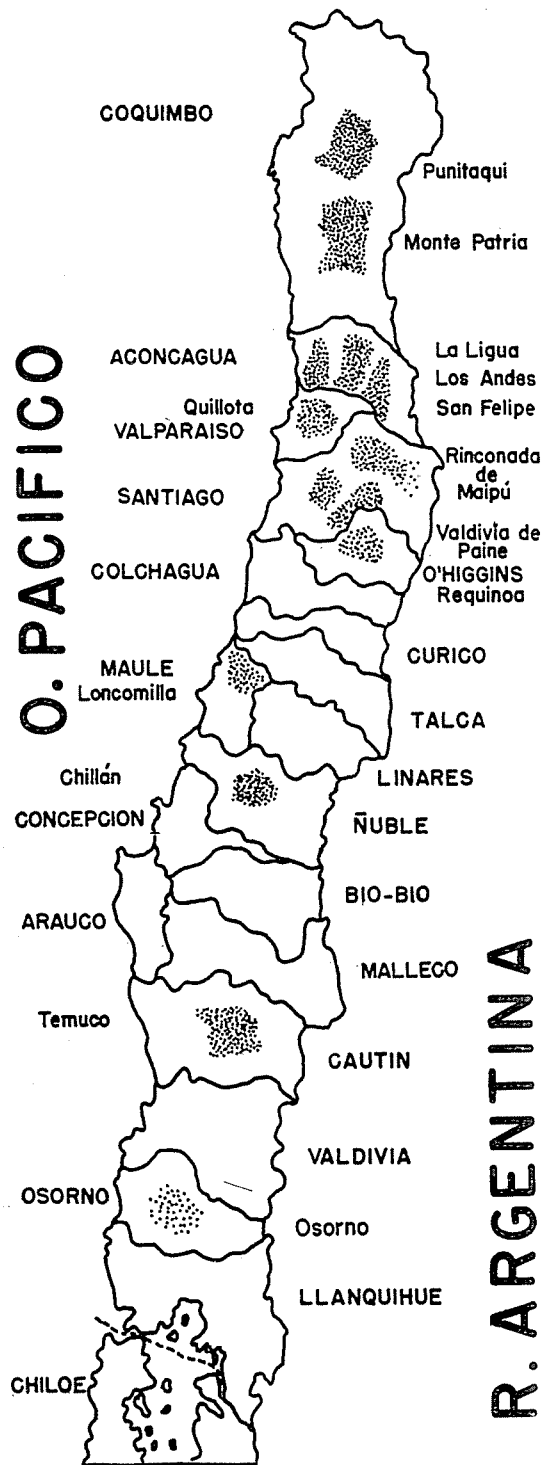 COQUIMBO
Punitaqui
Monte Patria
ACONCAGUA
La Ligua
Los Andes
San Felipe
Quillota
VALPARAISO
Rinconada
de
Maipú
SANTIAGO
Valdivia de
Paine
COLCHAGUA
O'HIGGINS
Requinoa
CURICO
MAULE
Loncomilla
TALCA
LINARES
Chillán
CONCEPCION
ÑUBLE
BIO-BIO
ARAUCO
MALLECO
Temuco
CAUTIN
VALDIVIA
OSORNO
Osorno
LLANQUIHUE
CHILOE
O. PACIFICO
R. ARGENTINA